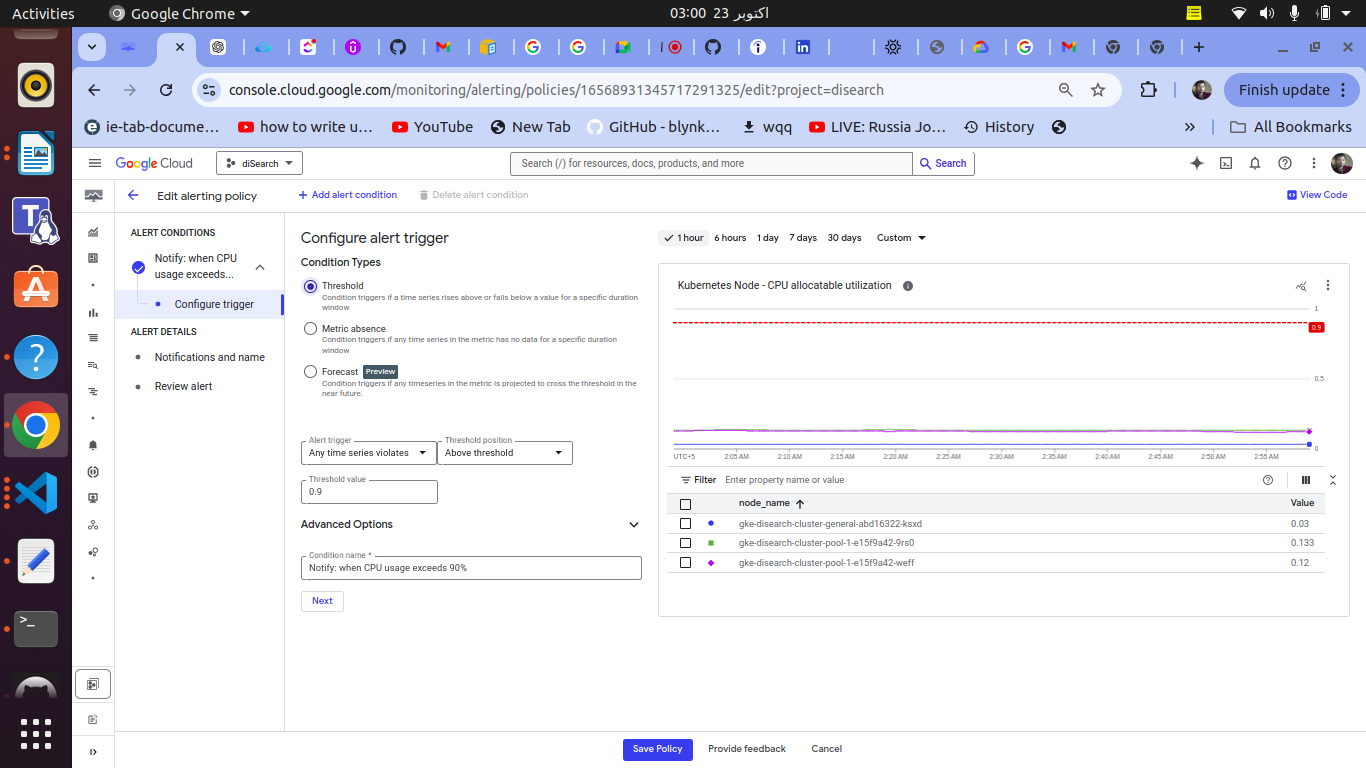 Activities
Google Chrome
03:00 23 اکتوبر
console.cloud.google.com/monitoring/alerting/policies/16568931345717291325/edit?project=disearch
Finish update
ie-tab-docume...
how to write u...
YouTube
New Tab
GitHub - blynk...
wqq
LIVE: Russia Jo...
History
»
All Bookmarks
Google Cloud
diSearch
Search (/) for resources, docs, products, and more
Search
Edit alerting policy
+ Add alert condition
Delete alert condition
View Code
ALERT CONDITIONS
Notify: when CPU
usage exceeds...
Configure trigger
ALERT DETAILS
Notifications and name
Review alert
Configure alert trigger
Condition Types
Threshold
Condition triggers if a time series rises above or falls below a value for a specific duration
window
Metric absence
Condition triggers if any time series in the metric has no data for a specific duration
window
Forecast Preview
Condition triggers if any timeseries in the metric is projected to cross the threshold in the
near future.
Alert trigger
Any time series violates
Threshold position
Above threshold
Threshold value
0.9
Advanced Options
Condition name *
Notify: when CPU usage exceeds 90%
Next
1 hour 6 hours 1 day 7 days 30 days Custom
Kubernetes Node - CPU allocatable utilization
1
0.9
0.5
0
UTC+5 2:05 AM 2:10 AM 2:15 AM 2:20 AM 2:25 AM 2:30 AM 2:35 AM 2:40 AM 2:45 AM 2:50 AM 2:55 AM
Filter Enter property name or value
node_name Value
gke-disearch-cluster-general-abd16322-ksxd 0.03
gke-disearch-cluster-pool-1-e15f9a42-9rs0 0.133
gke-disearch-cluster-pool-1-e15f9a42-weff 0.12
Save Policy
Provide feedback
Cancel